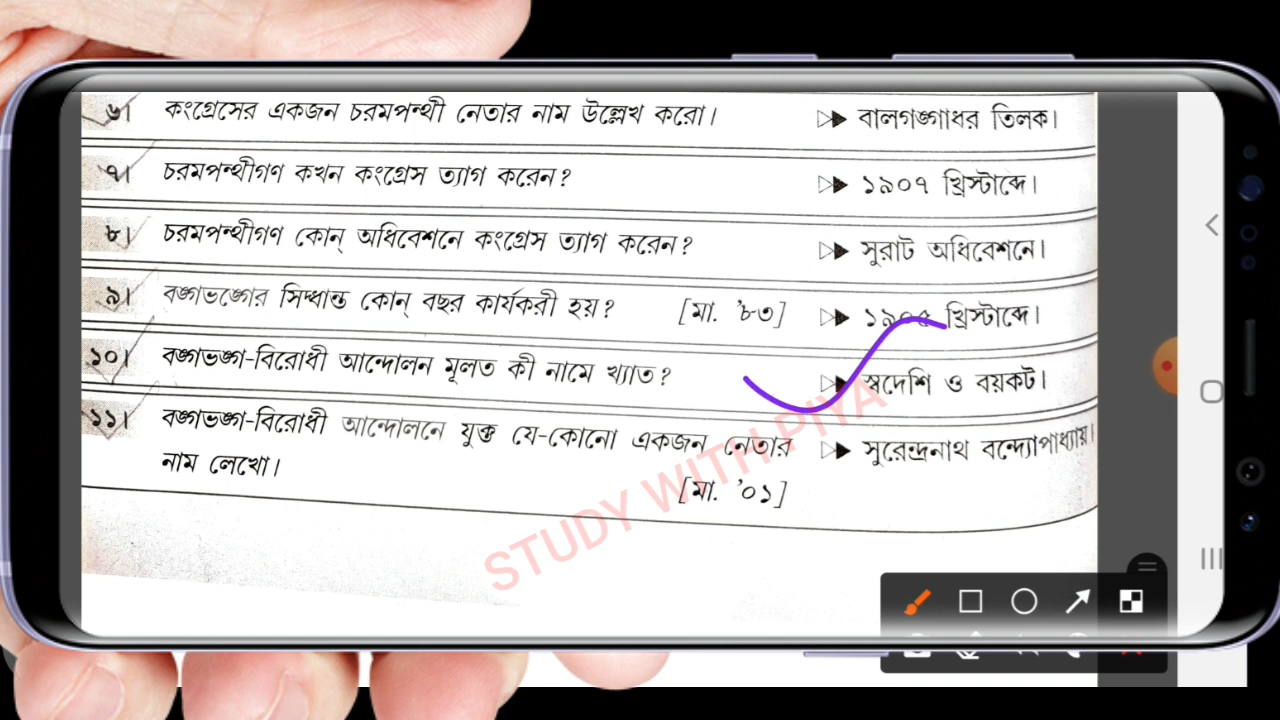 ৬। কংগ্রেসের একজন চরমপন্থী নেতার নাম উল্লেখ করো। বালগঙ্গাধর তিলক।
৭। চরমপন্থীগণ কখন কংগ্রেস ত্যাগ করেন? ১৯০৭ খ্রিস্টাব্দে।
৮। চরমপন্থীগণ কোন্ অধিবেশনে কংগ্রেস ত্যাগ করেন? সুরাট অধিবেশনে।
৯। বঙ্গভঙ্গের সিদ্ধান্ত কোন্ বছর কার্যকরী হয়? [মা. '৮৩] ১৯০৫ খ্রিস্টাব্দে।
১০। বঙ্গভঙ্গ-বিরোধী আন্দোলন মূলত কী নামে খ্যাত? স্বদেশি ও বয়কট।
১১। বঙ্গভঙ্গ-বিরোধী আন্দোলনে যুক্ত যে-কোনো একজন নেতার সুরেন্দ্রনাথ বন্দ্যোপাধ্যায়।
নাম লেখো।
[মা. '০১]
STUDY WITH PIYA